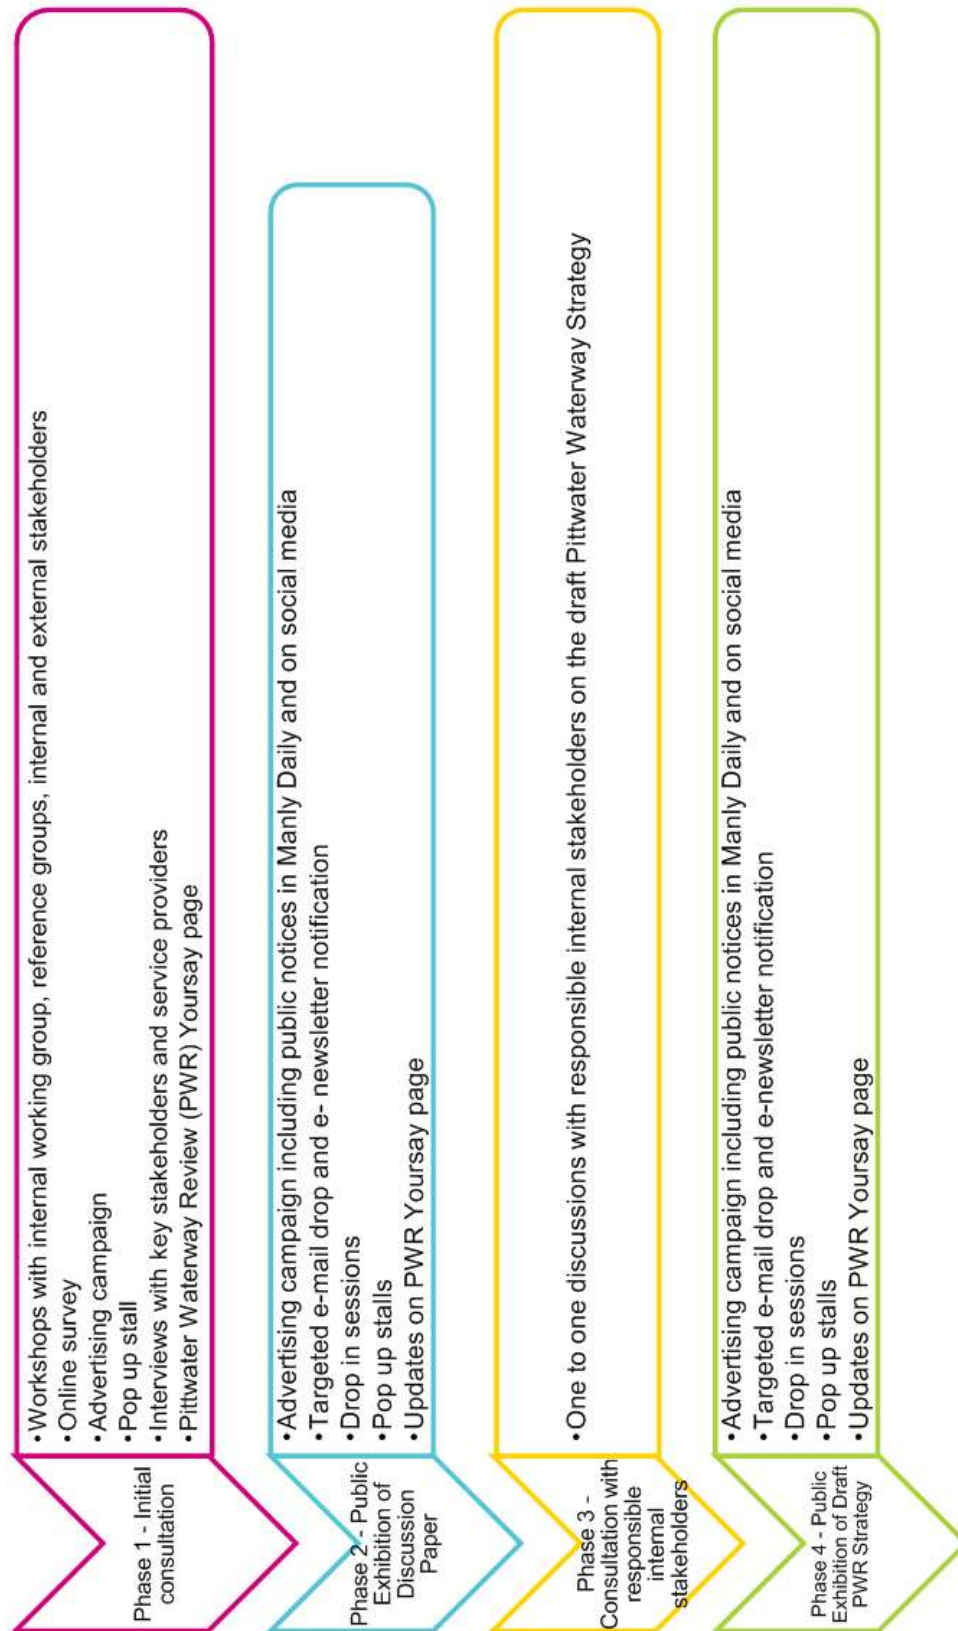 Phase 1 - Initial
consultation
• Workshops with internal working group, reference groups, internal and external stakeholders
• Online survey
• Advertising campaign
• Pop up stall
• Interviews with key stakeholders and service providers
• Pittwater Waterway Review (PWR) Yoursay page
Phase 2 - Public
Exhibition of
Discussion
Paper
• Advertising campaign including public notices in Manly Daily and on social media
• Targeted e-mail drop and e- newsletter notification
• Drop in sessions
• Pop up stalls
• Updates on PWR Yoursay page
Phase 3 -
Consultation with
responsible
internal
stakeholders
• One to one discussions with responsible internal stakeholders on the draft Pittwater Waterway Strategy
Phase 4 - Public
Exhibition of Draft
PWR Strategy
• Advertising campaign including public notices in Manly Daily and on social media
• Targeted e-mail drop and e-newsletter notification
• Drop in sessions
• Pop up stalls
• Updates on PWR Yoursay page